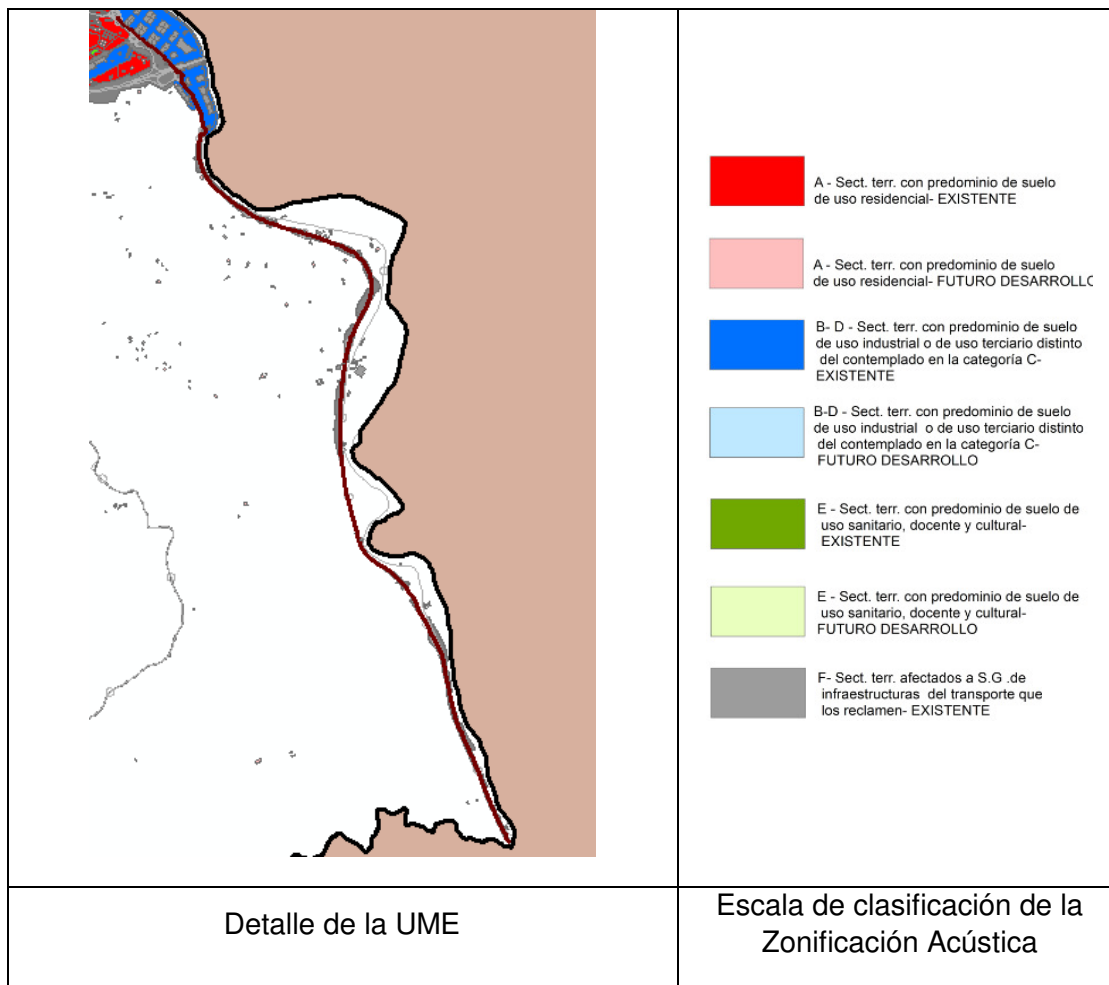 A - Sect. terr. con predominio de suelo
de uso residencial- EXISTENTE
A - Sect. terr. con predominio de suelo
de uso residencial- FUTURO DESARROLLO
B- D - Sect. terr. con predominio de suelo
de uso industrial o de uso terciario distinto
del contemplado en la categoría C-
EXISTENTE
B-D - Sect. terr. con predominio de suelo
de uso industrial o de uso terciario distinto
del contemplado en la categoría C-
FUTURO DESARROLLO
E - Sect. terr. con predominio de suelo de
uso sanitario, docente y cultural-
EXISTENTE
E - Sect. terr. con predominio de suelo de
uso sanitario, docente y cultural-
FUTURO DESARROLLO
F- Sect. terr. afectados a S.G .de
infraestructuras del transporte que
los reclamen- EXISTENTE
Detalle de la UME
Escala de clasificación de la
Zonificación Acústica